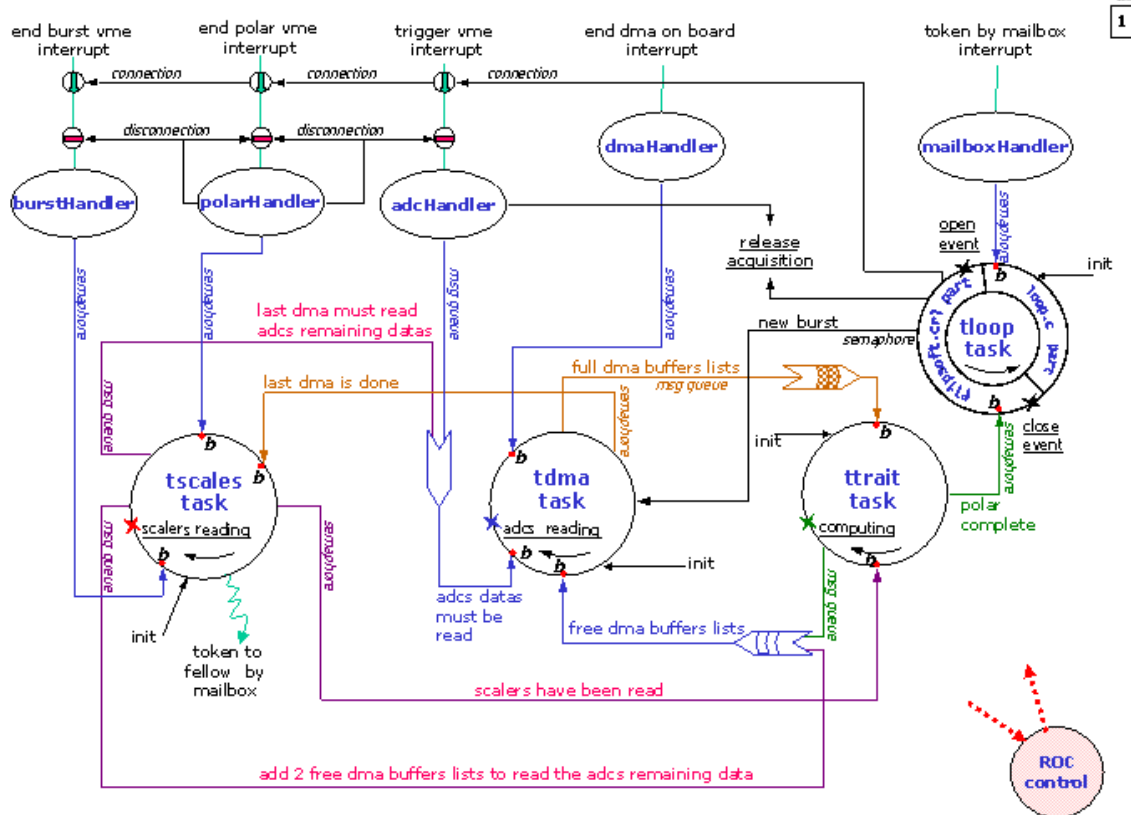 1
end burst vme
interrupt
end polar vme
interrupt
trigger vme
interrupt
end dma on board
interrupt
token by mailbox
interrupt
connection
connection
connection
disconnection
disconnection
dmaHandler
mailboxHandler
burstHandler
polarHandler
adcHandler
semaphore
open
event
release
acquisition
init
b
semaphore
semaphore
msg queue
semaphore
last dma must read
adcs remaining datas
flipsoft.crl part
loop.c part
tloop
task
new burst
semaphore
full dma buffers lists
msg queue
last dma is done
msg queue
semaphore
b
close
event
init
semaphore
b
b
b
b
tscales
task
tdma
task
ttrait
task
polar
complete
scalers reading
adcs reading
computing
msg queue
semaphore
b
b
b
b
init
msg queue
init
adcs datas
must be
read
free dma buffers lists
token to
fellow by
mailbox
scalers have been read
add 2 free dma buffers lists to read the adcs remaining data
ROC
control